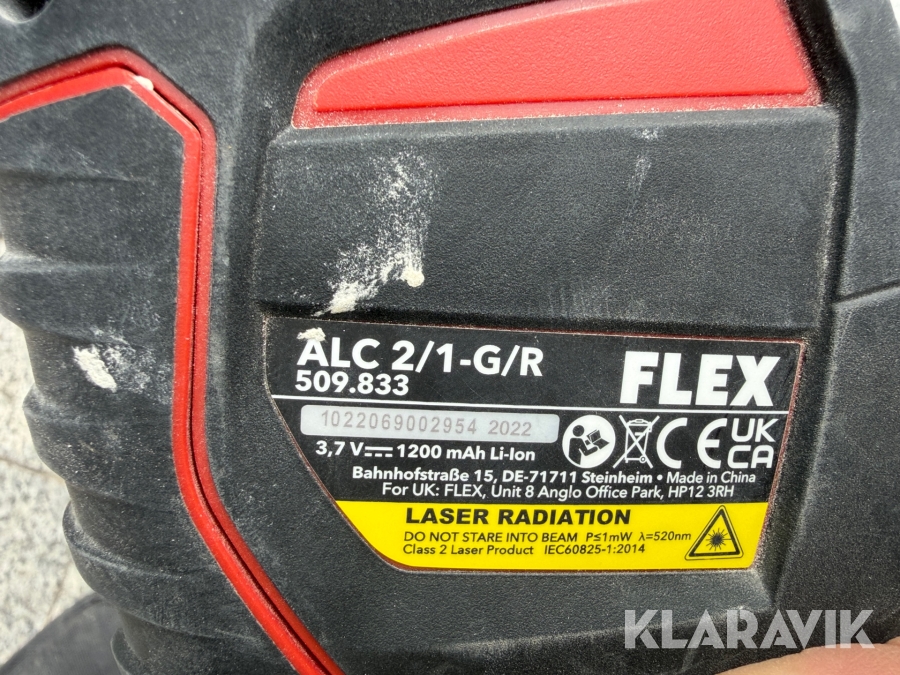 ALC 2/1-G/R
509.833
FLEX
1022069002954 2022
3,7 V⎓ 1200 mAh Li-Ion
CE
UK
CA
Bahnhofstraße 15, DE-71711 Steinheim • Made in China
For UK: FLEX, Unit 8 Anglo Office Park, HP12 3RH
LASER RADIATION
DO NOT STARE INTO BEAM P≤1mW λ=520nm
Class 2 Laser Product IEC60825-1:2014
KLARAVIK